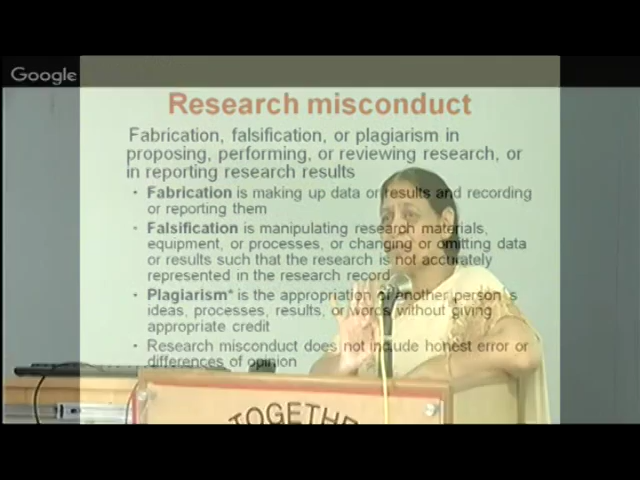 Google
Research misconduct
Fabrication, falsification, or plagiarism in
proposing, performing, or reviewing research, or
in reporting research results
• Fabrication is making up data or results and recording
or reporting them
• Falsification is manipulating research materials,
equipment, or processes, or changing or omitting data
or results such that the research is not accurately
represented in the research record
• Plagiarism* is the appropriation of another person's
ideas, processes, results, or words without giving
appropriate credit
• Research misconduct does not include honest error or
differences of opinion